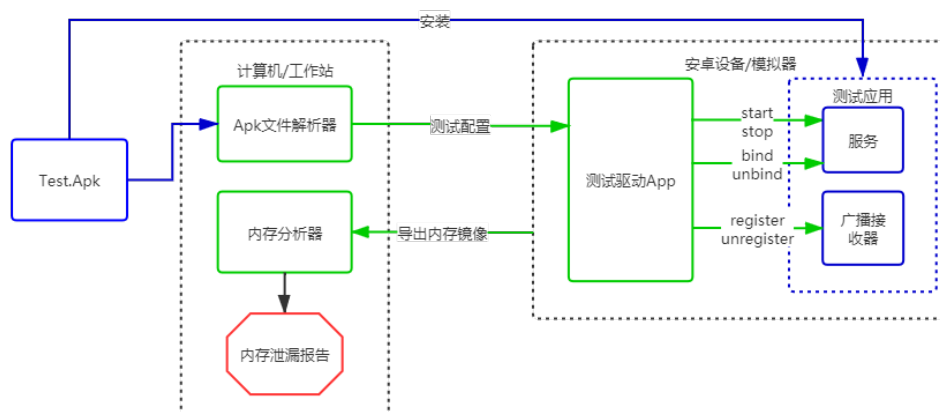 安装
计算机/工作站
安卓设备/模拟器
Test.Apk
Apk文件解析器
测试配置
测试驱动App
start
stop
bind
unbind
register
unregister
测试应用
服务
广播接
收器
内存分析器
导出内存镜像
内存泄漏报告